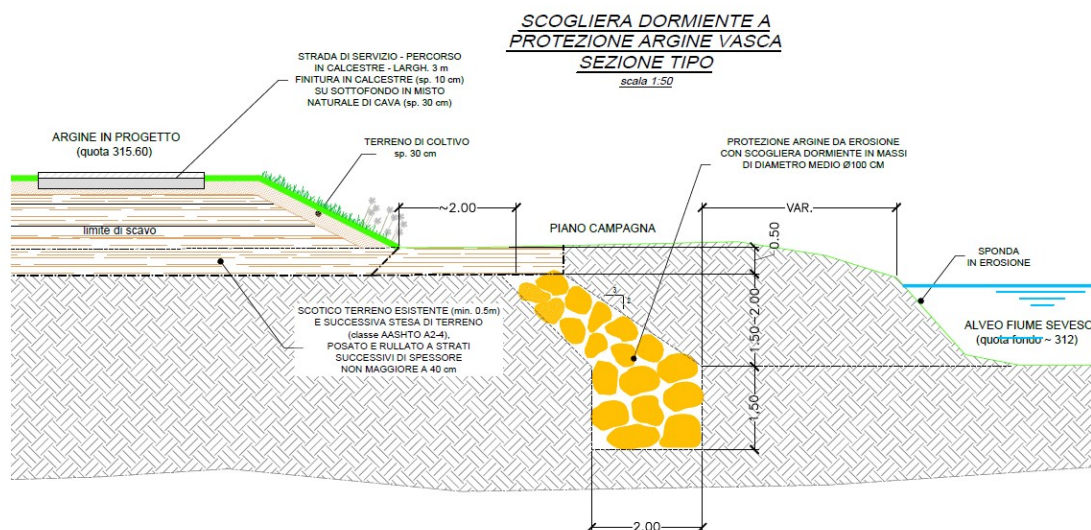 SCOGLIERA DORMIENTE A
PROTEZIONE ARGINE VASCA
SEZIONE TIPO
scala 1:50
STRADA DI SERVIZIO - PERCORSO
IN CALCESTRE - LARGH. 3 m
FINITURA IN CALCESTRE (sp. 10 cm)
SU SOTTOFONDO IN MISTO
NATURALE DI CAVA (sp. 30 cm)
ARGINE IN PROGETTO
(quota 315.60)
TERRENO DI COLTIVO
sp. 30 cm
PROTEZIONE ARGINE DA EROSIONE
CON SCOGLIERA DORMIENTE IN MASSI
DI DIAMETRO MEDIO Ø100 CM
~2.00
VAR.
PIANO CAMPAGNA
limite di scavo
0.50
SPONDA
IN EROSIONE
3
2
SCOTICO TERRENO ESISTENTE (min. 0.5m)
E SUCCESSIVA STESA DI TERRENO
(classe AASHTO A2-4),
POSATO E RULLATO A STRATI
SUCCESSIVI DI SPESSORE
NON MAGGIORE A 40 cm
1.50÷2.00
ALVEO FIUME SEVESO
(quota fondo ~ 312)
1,50
2.00